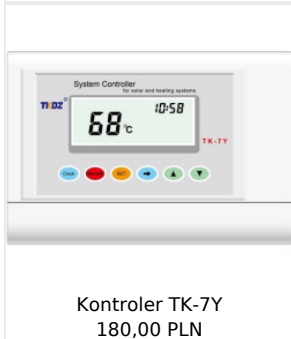 System Controller
for solar and heating systems
TKDZ®
10:58
68 °C
TK-7Y
Clock
SET
Kontroler TK-7Y
180,00 PLN